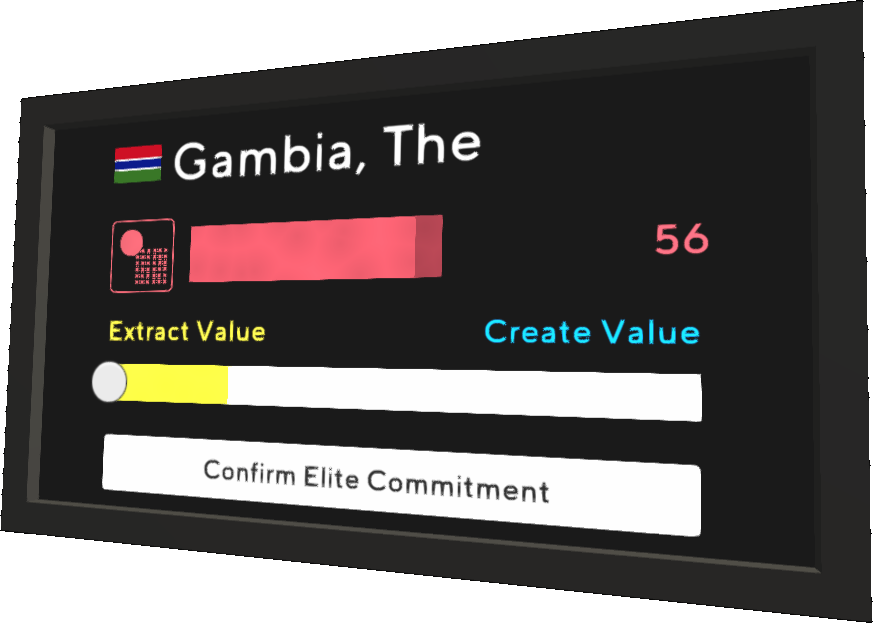 Gambia, The
56
Extract Value
Create Value
Confirm Elite Commitment